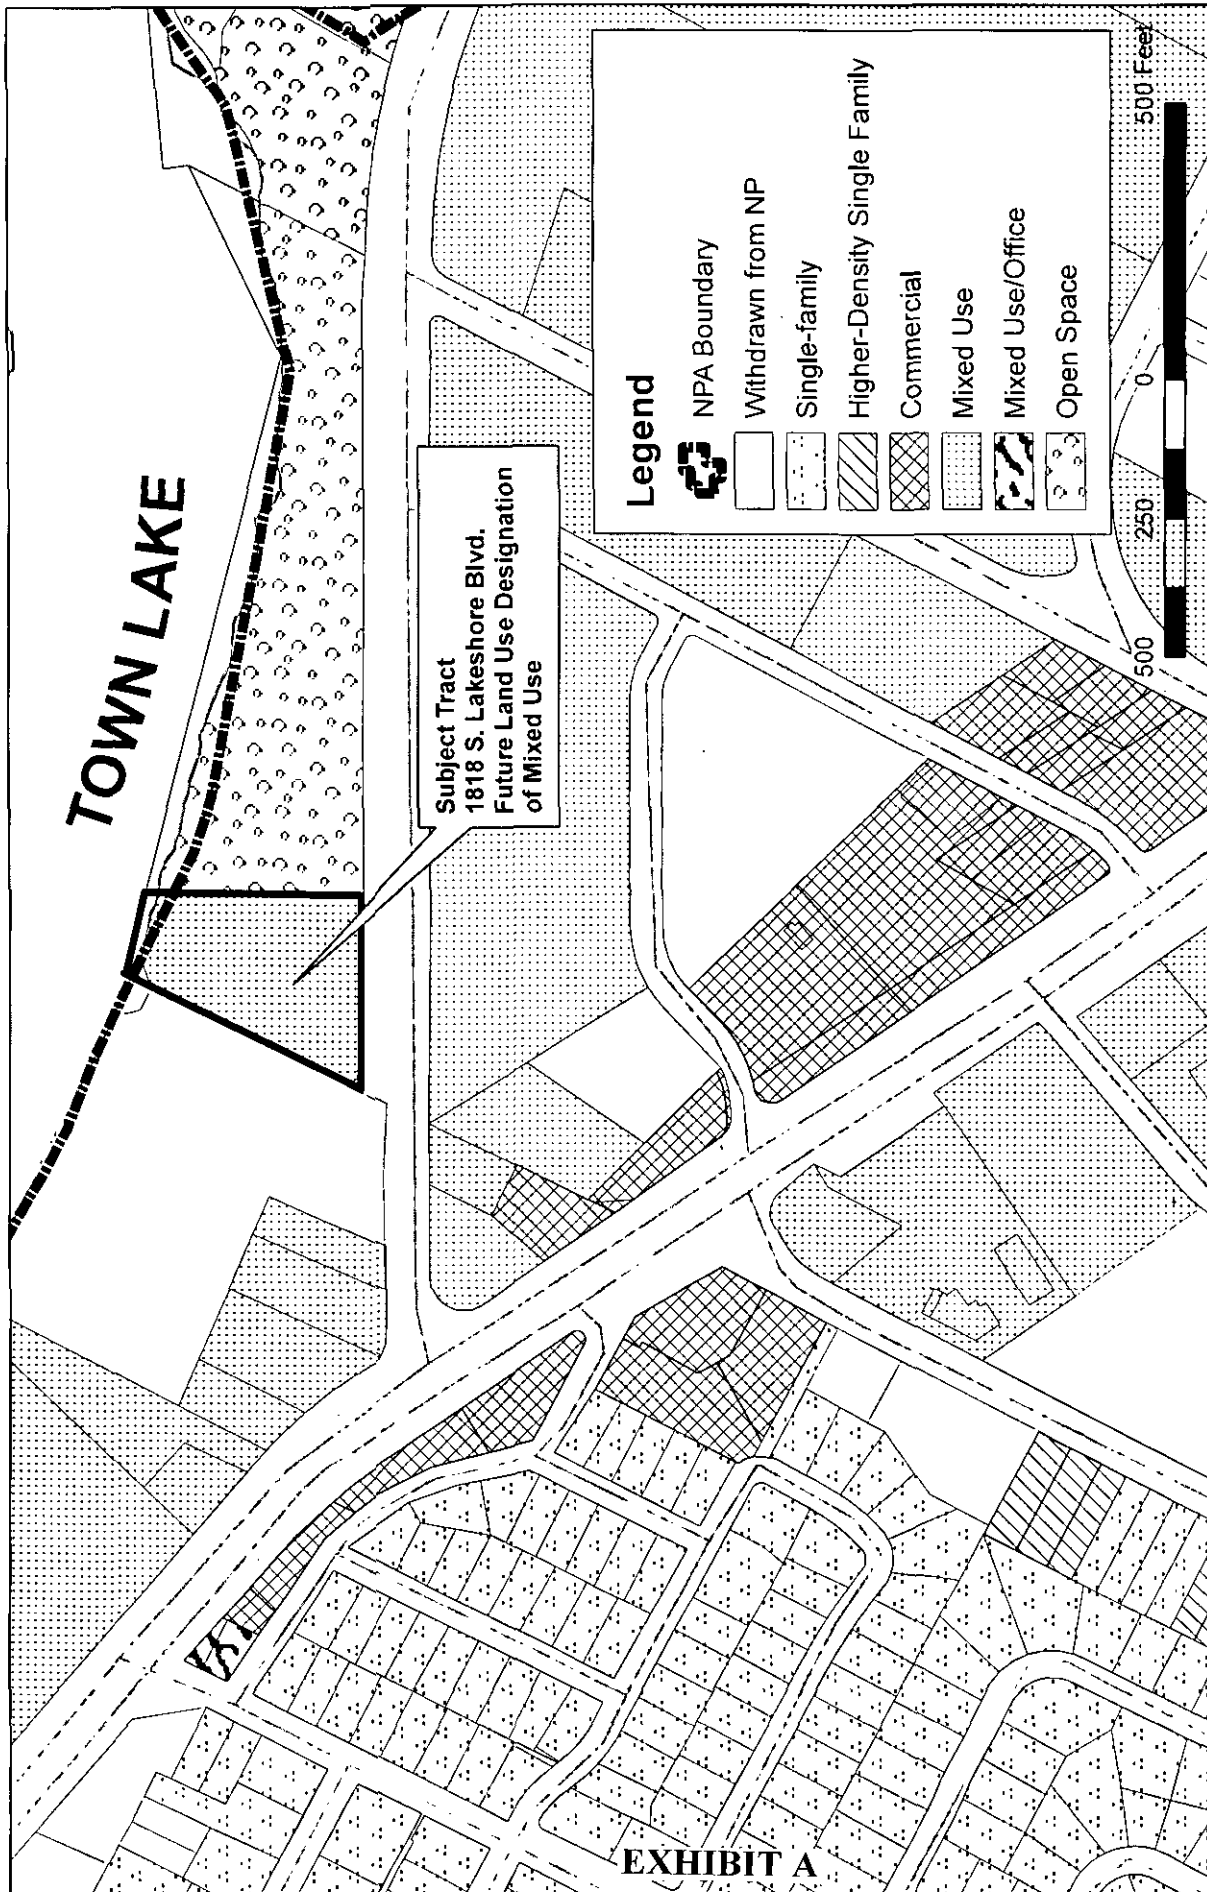 TOWN LAKE
Subject Tract
1818 S. Lakeshore Blvd.
Future Land Use Designation
of Mixed Use
Legend
NPA Boundary
Withdrawn from NP
Single-family
Higher-Density Single Family
Commercial
Mixed Use
Mixed Use/Office
Open Space
500 250 0 500 Feet
EXHIBIT A